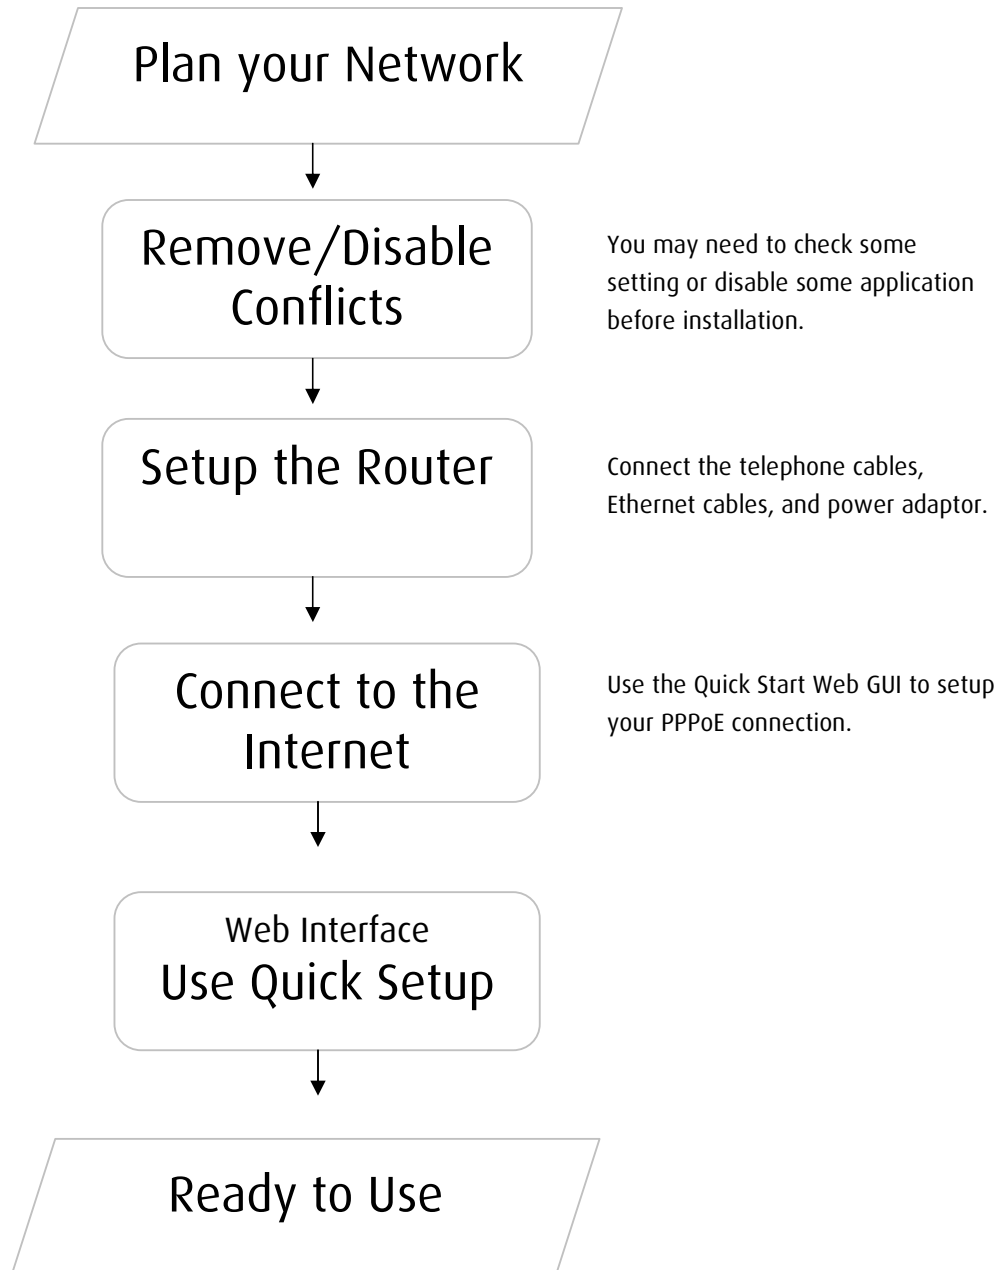 Plan your Network
Remove/Disable
Conflicts
You may need to check some
setting or disable some application
before installation.
Setup the Router
Connect the telephone cables,
Ethernet cables, and power adaptor.
Connect to the
Internet
Use the Quick Start Web GUI to setup
your PPPoE connection.
Web Interface
Use Quick Setup
Ready to Use